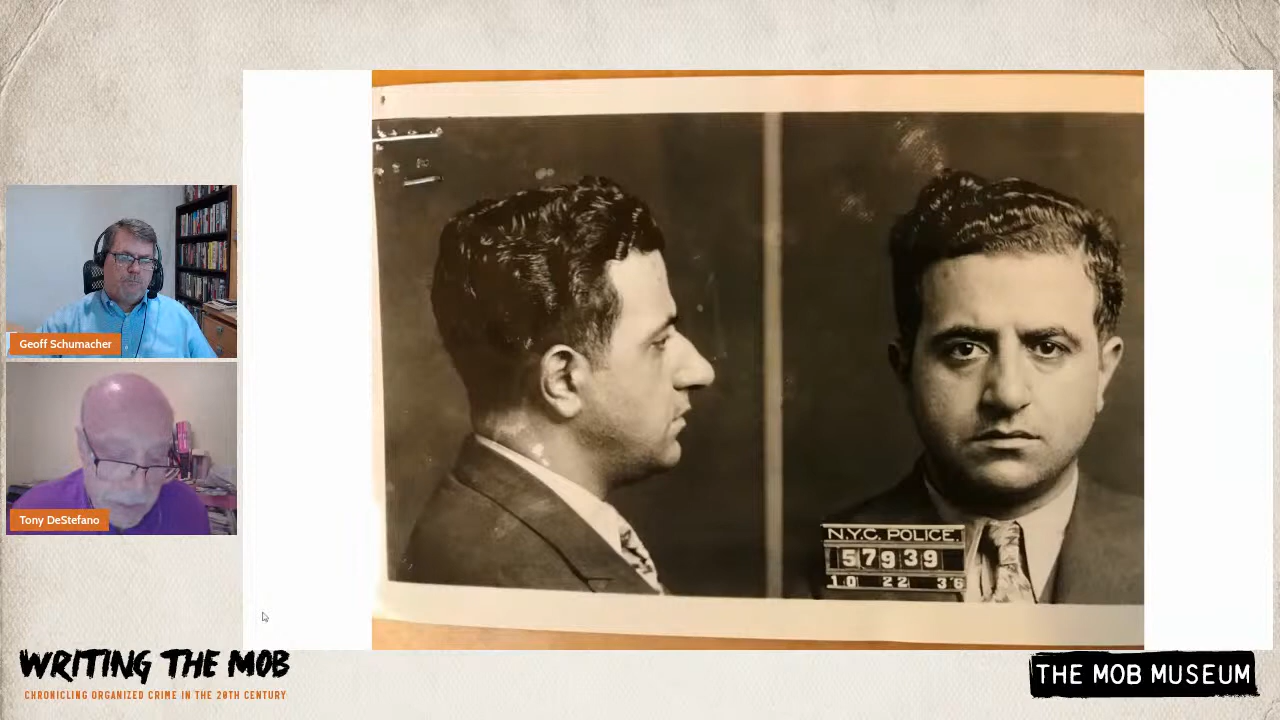 Geoff Schumacher
Tony DeStefano
N.Y.C. POLICE.
57939
10 22 36
WRITING THE MOB
CHRONICLING ORGANIZED CRIME IN THE 20TH CENTURY
THE MOB MUSEUM